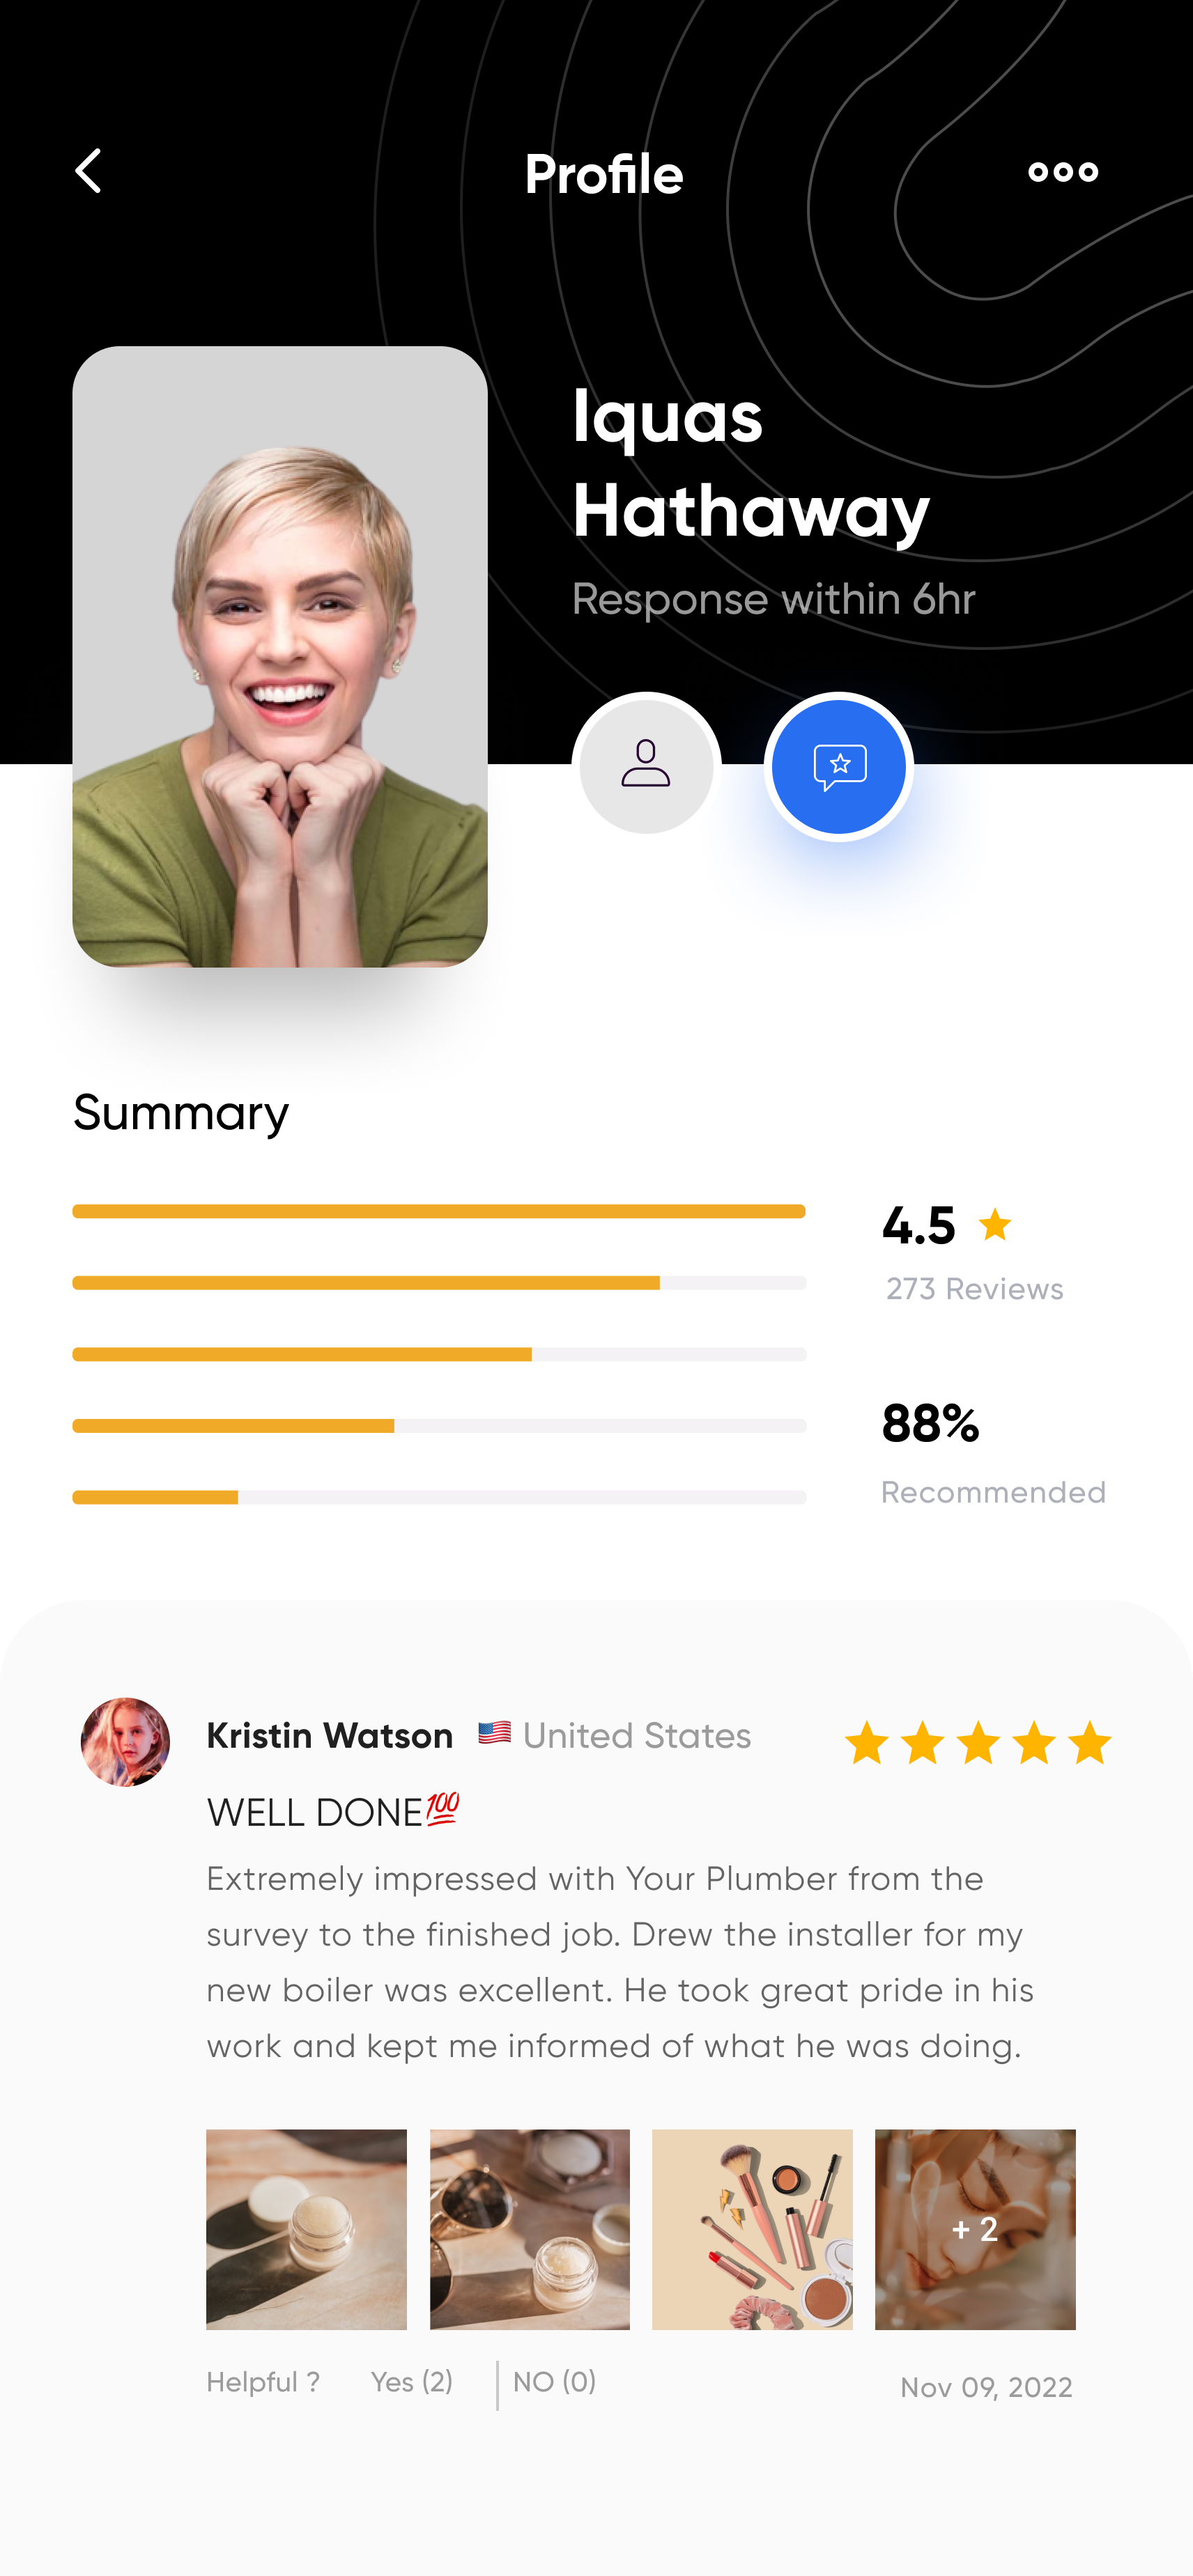 Profile
Iquas
Hathaway
Response within 6hr
Summary
4.5
273 Reviews
88%
Recommended
Kristin Watson 🇺🇸 United States
WELL DONE💯
Extremely impressed with Your Plumber from the
survey to the finished job. Drew the installer for my
new boiler was excellent. He took great pride in his
work and kept me informed of what he was doing.
+ 2
Helpful ? Yes (2) NO (0)
Nov 09, 2022